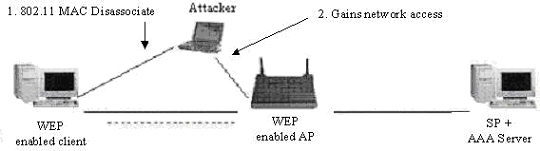 1. 802.11 MAC Disassociate
Attacker
2. Gains network access
WEP
enabled client
WEP
enabled AP
SP +
AAA Server